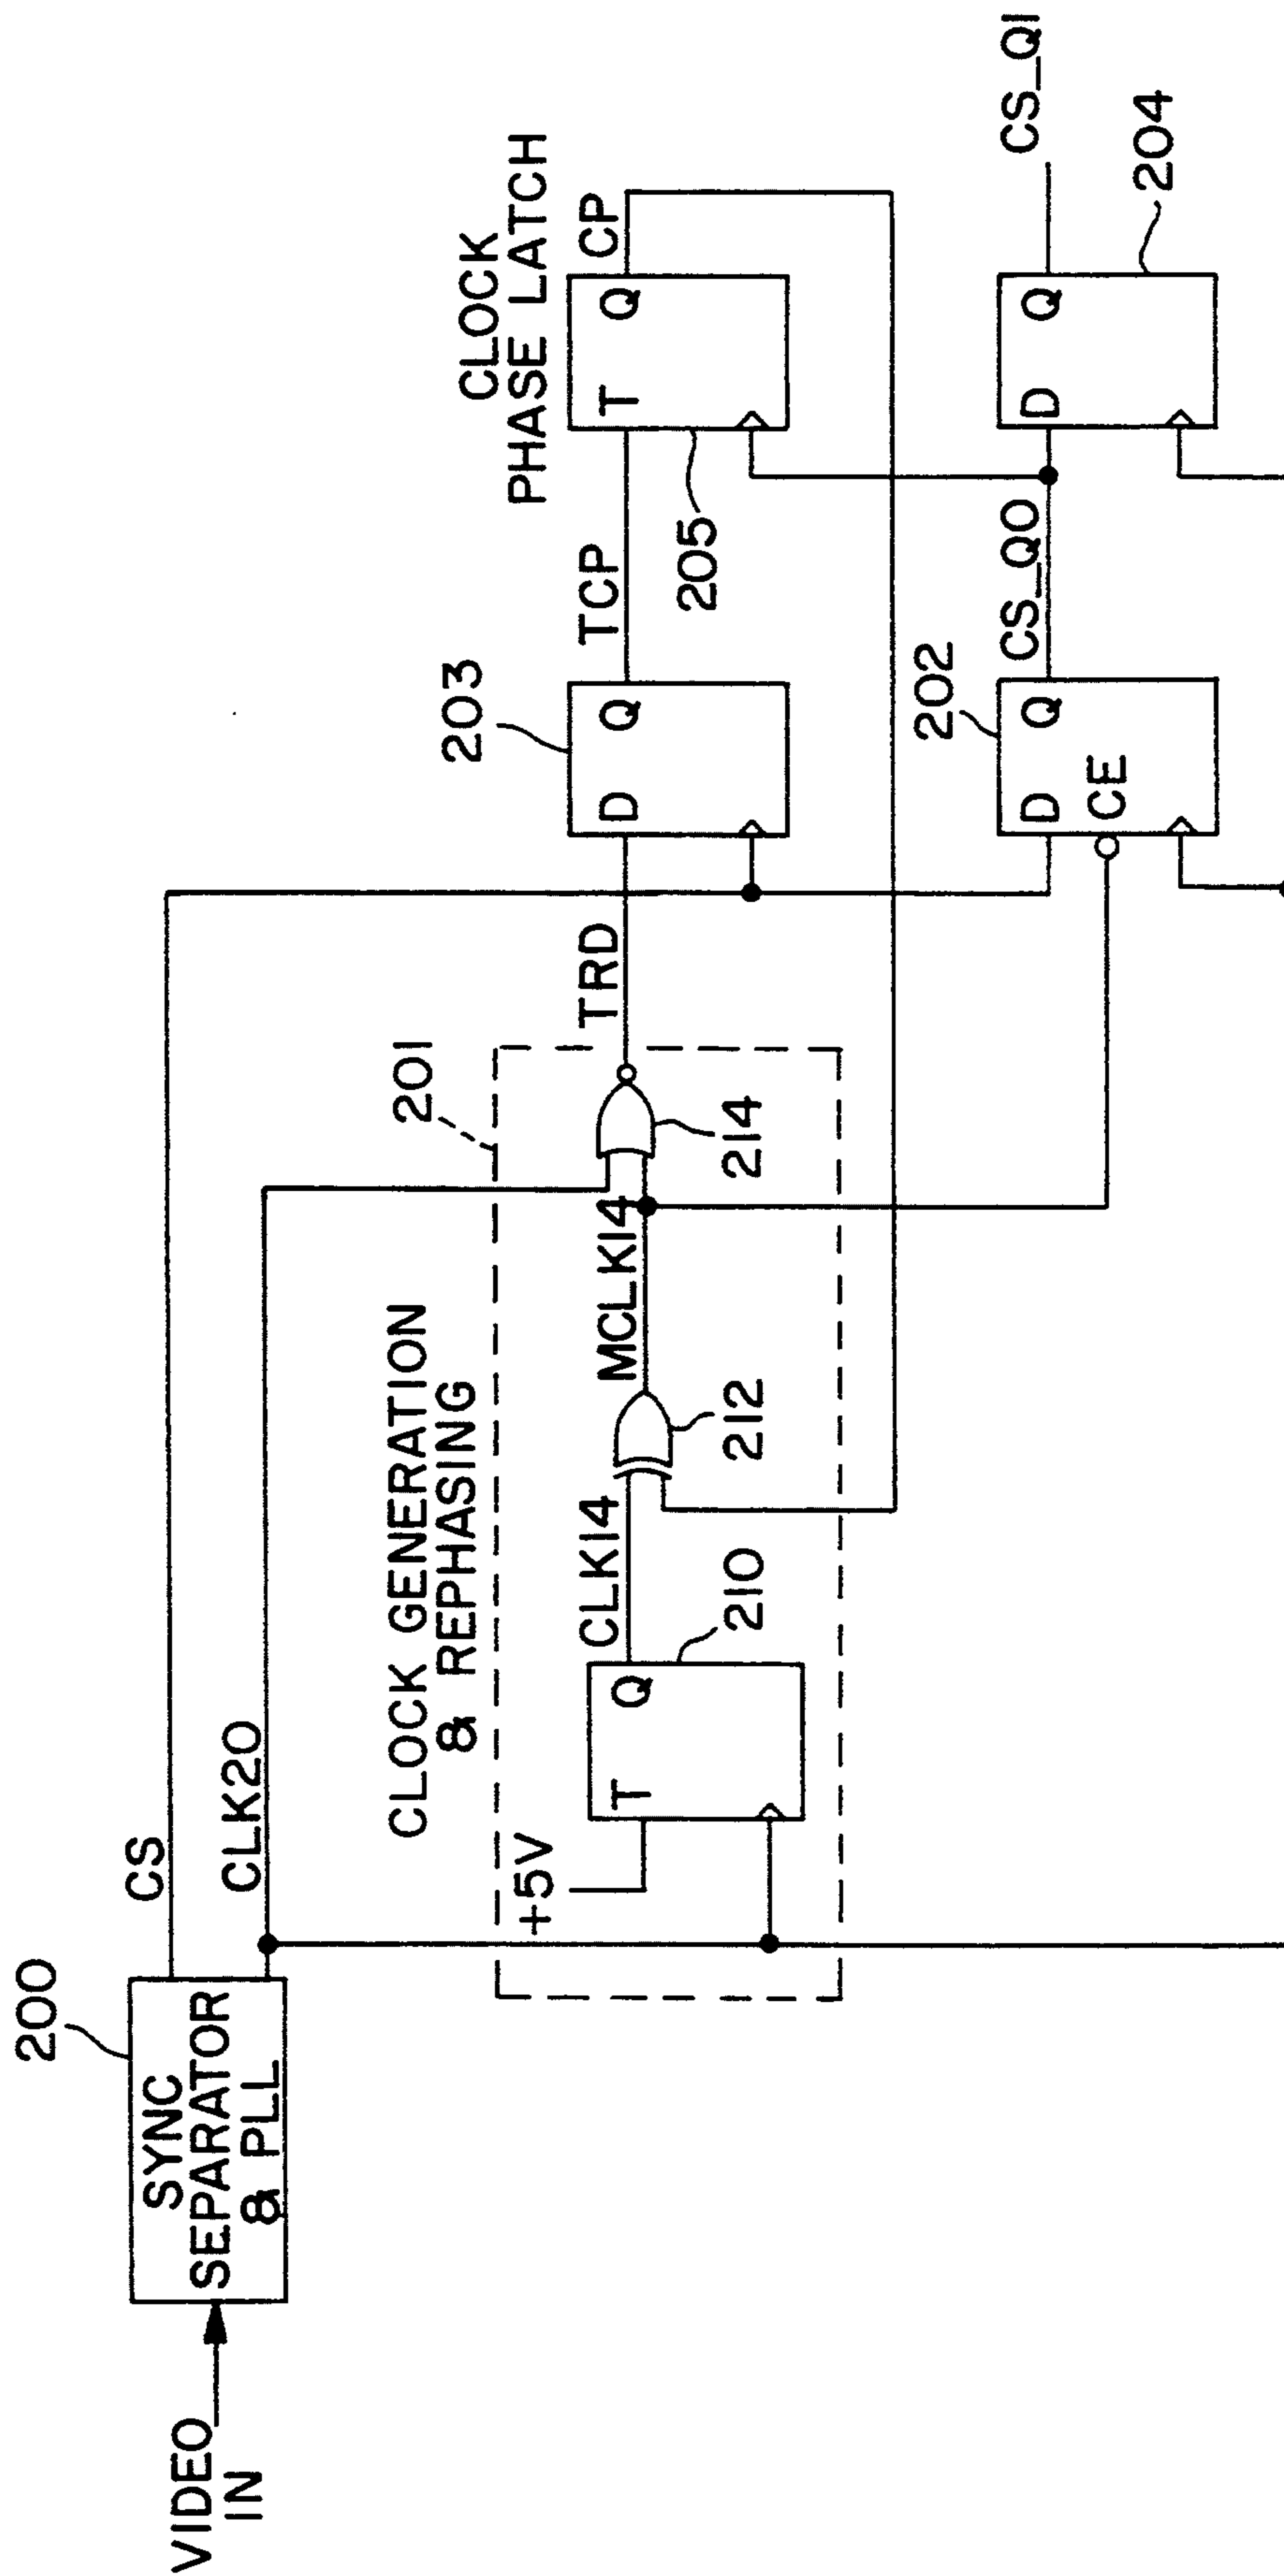 VIDEO
IN
200
SYNC
SEPARATOR
& PLL
CS
CLK20
CLOCK GENERATION
& REPHASING
201
+5V
T Q
210
CLK14
212
MCLK14
214
TRD
203
D Q
TCP
CLOCK
PHASE LATCH
T Q
205
CP
202
D Q
CE
CS_Q0
D Q
204
CS_Q1